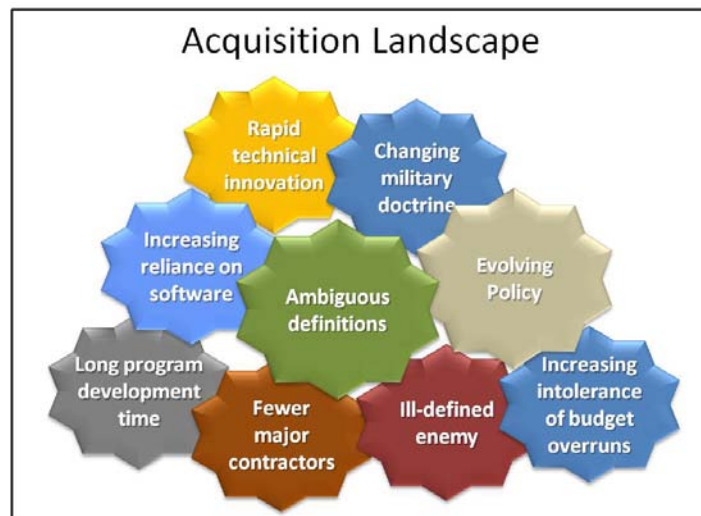 Acquisition Landscape
Rapid
technical
innovation
Changing
military
doctrine
Increasing
reliance on
software
Ambiguous
definitions
Evolving
Policy
Long program
development
time
Fewer
major
contractors
Ill-defined
enemy
Increasing
intolerance
of budget
overruns